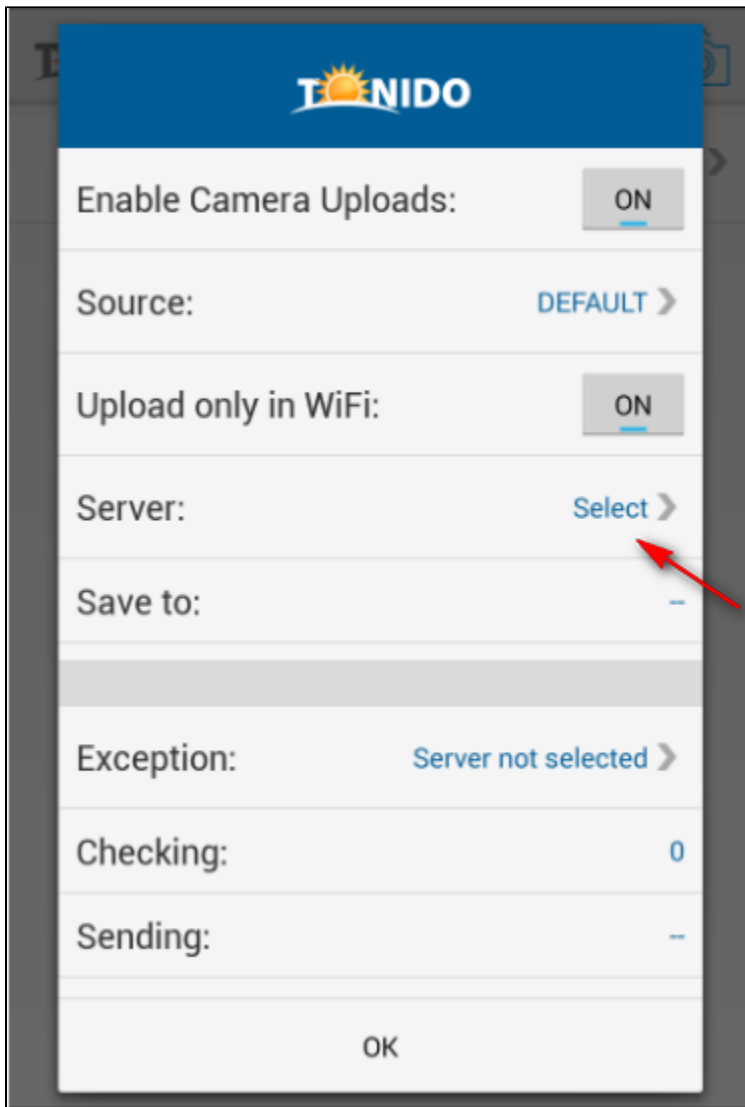 TONIDO
Enable Camera Uploads: ON
Source: DEFAULT
Upload only in WiFi: ON
Server: Select
Save to: --
Exception: Server not selected
Checking: 0
Sending: --
OK